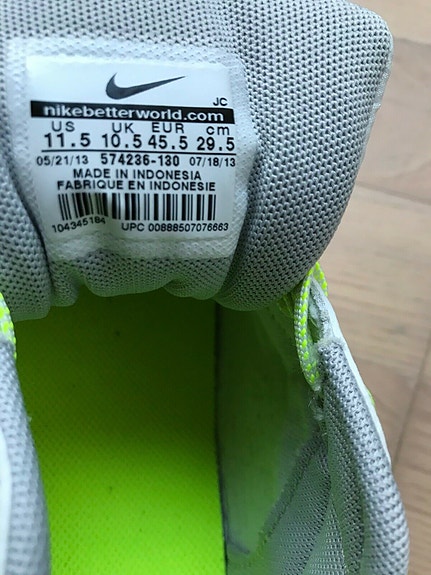 JC
nikebetterworld.com
US UK EUR cm
11.5 10.5 45.5 29.5
05/21/13 574236-130 07/18/13
MADE IN INDONESIA
FABRIQUE EN INDONESIE
104345184 UPC 00888507076663